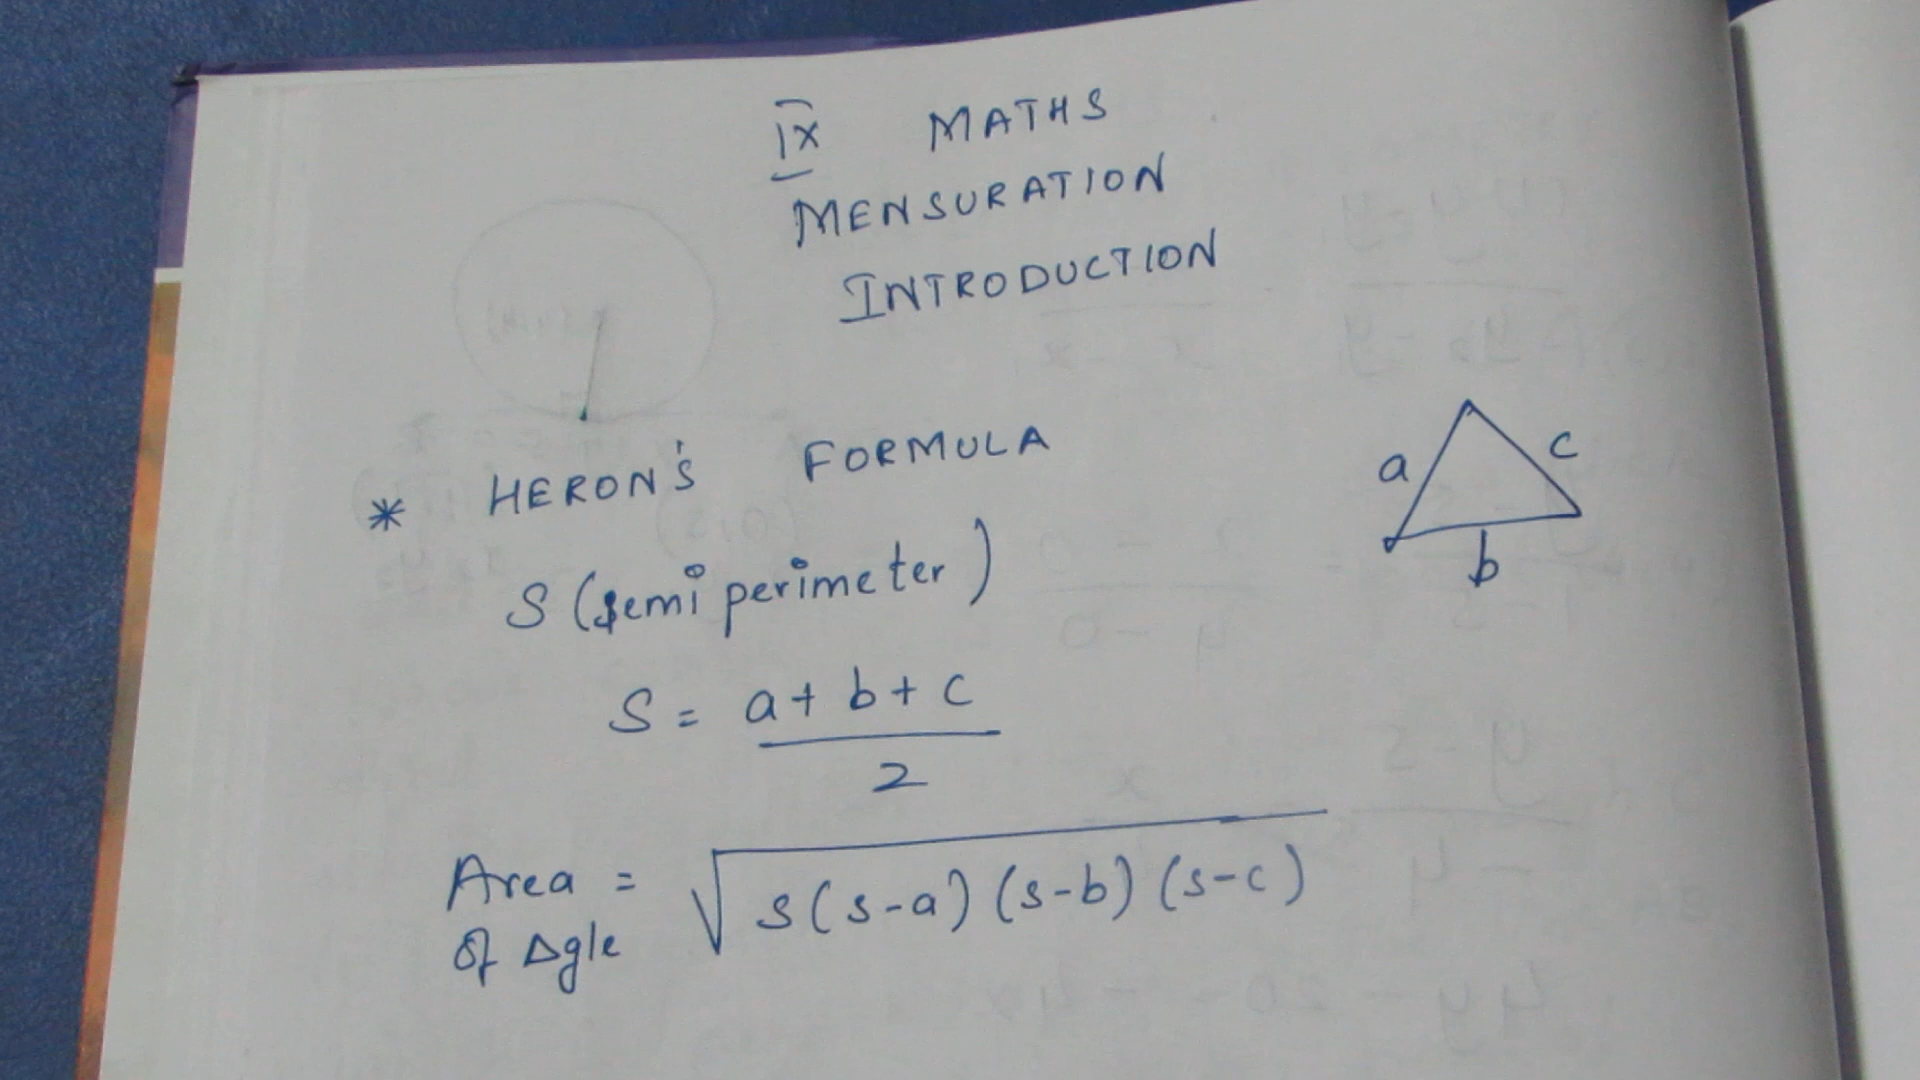 IX MATHS
MENSURATION
INTRODUCTION
* HERON'S FORMULA
S (semi perimeter)
S = a + b + c
2
Area = √s(s-a)(s-b)(s-c)
of Δgle
a
c
b